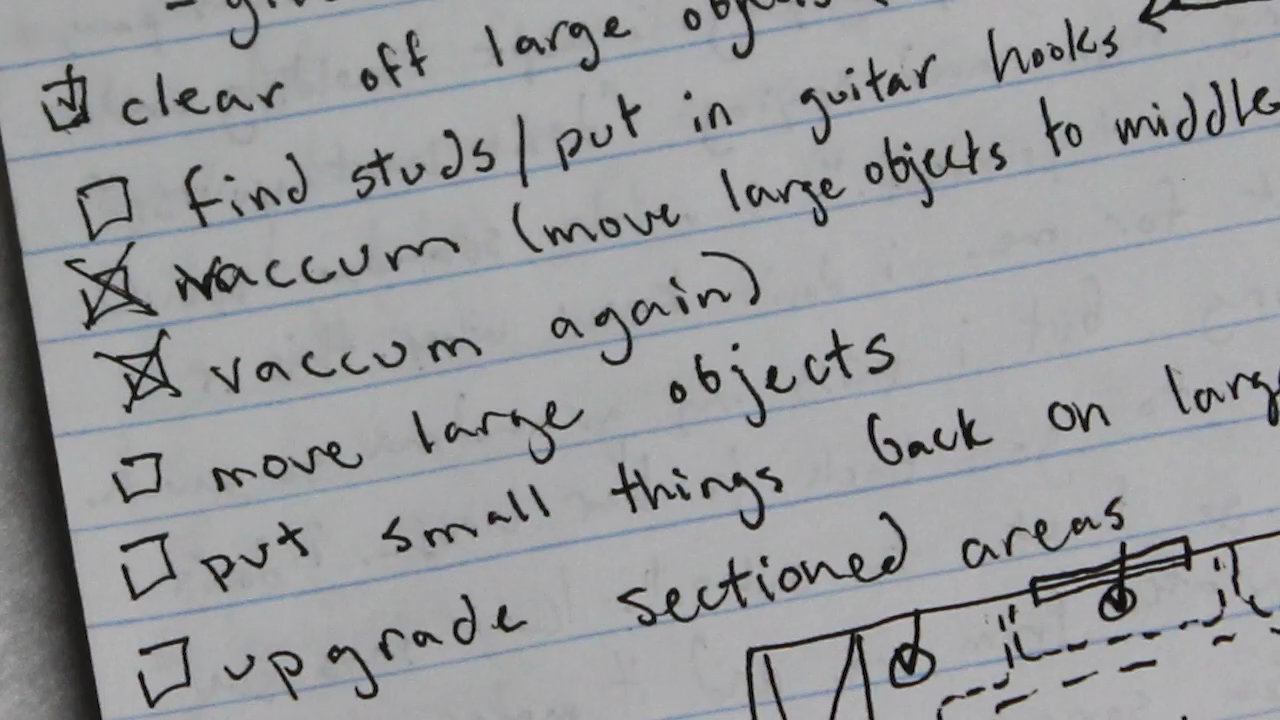 clear off large
find studs/put in guitar hooks
vaccum (move large objects to middle
vaccum again)
move large objects
put small things back on larg
upgrade sectioned areas